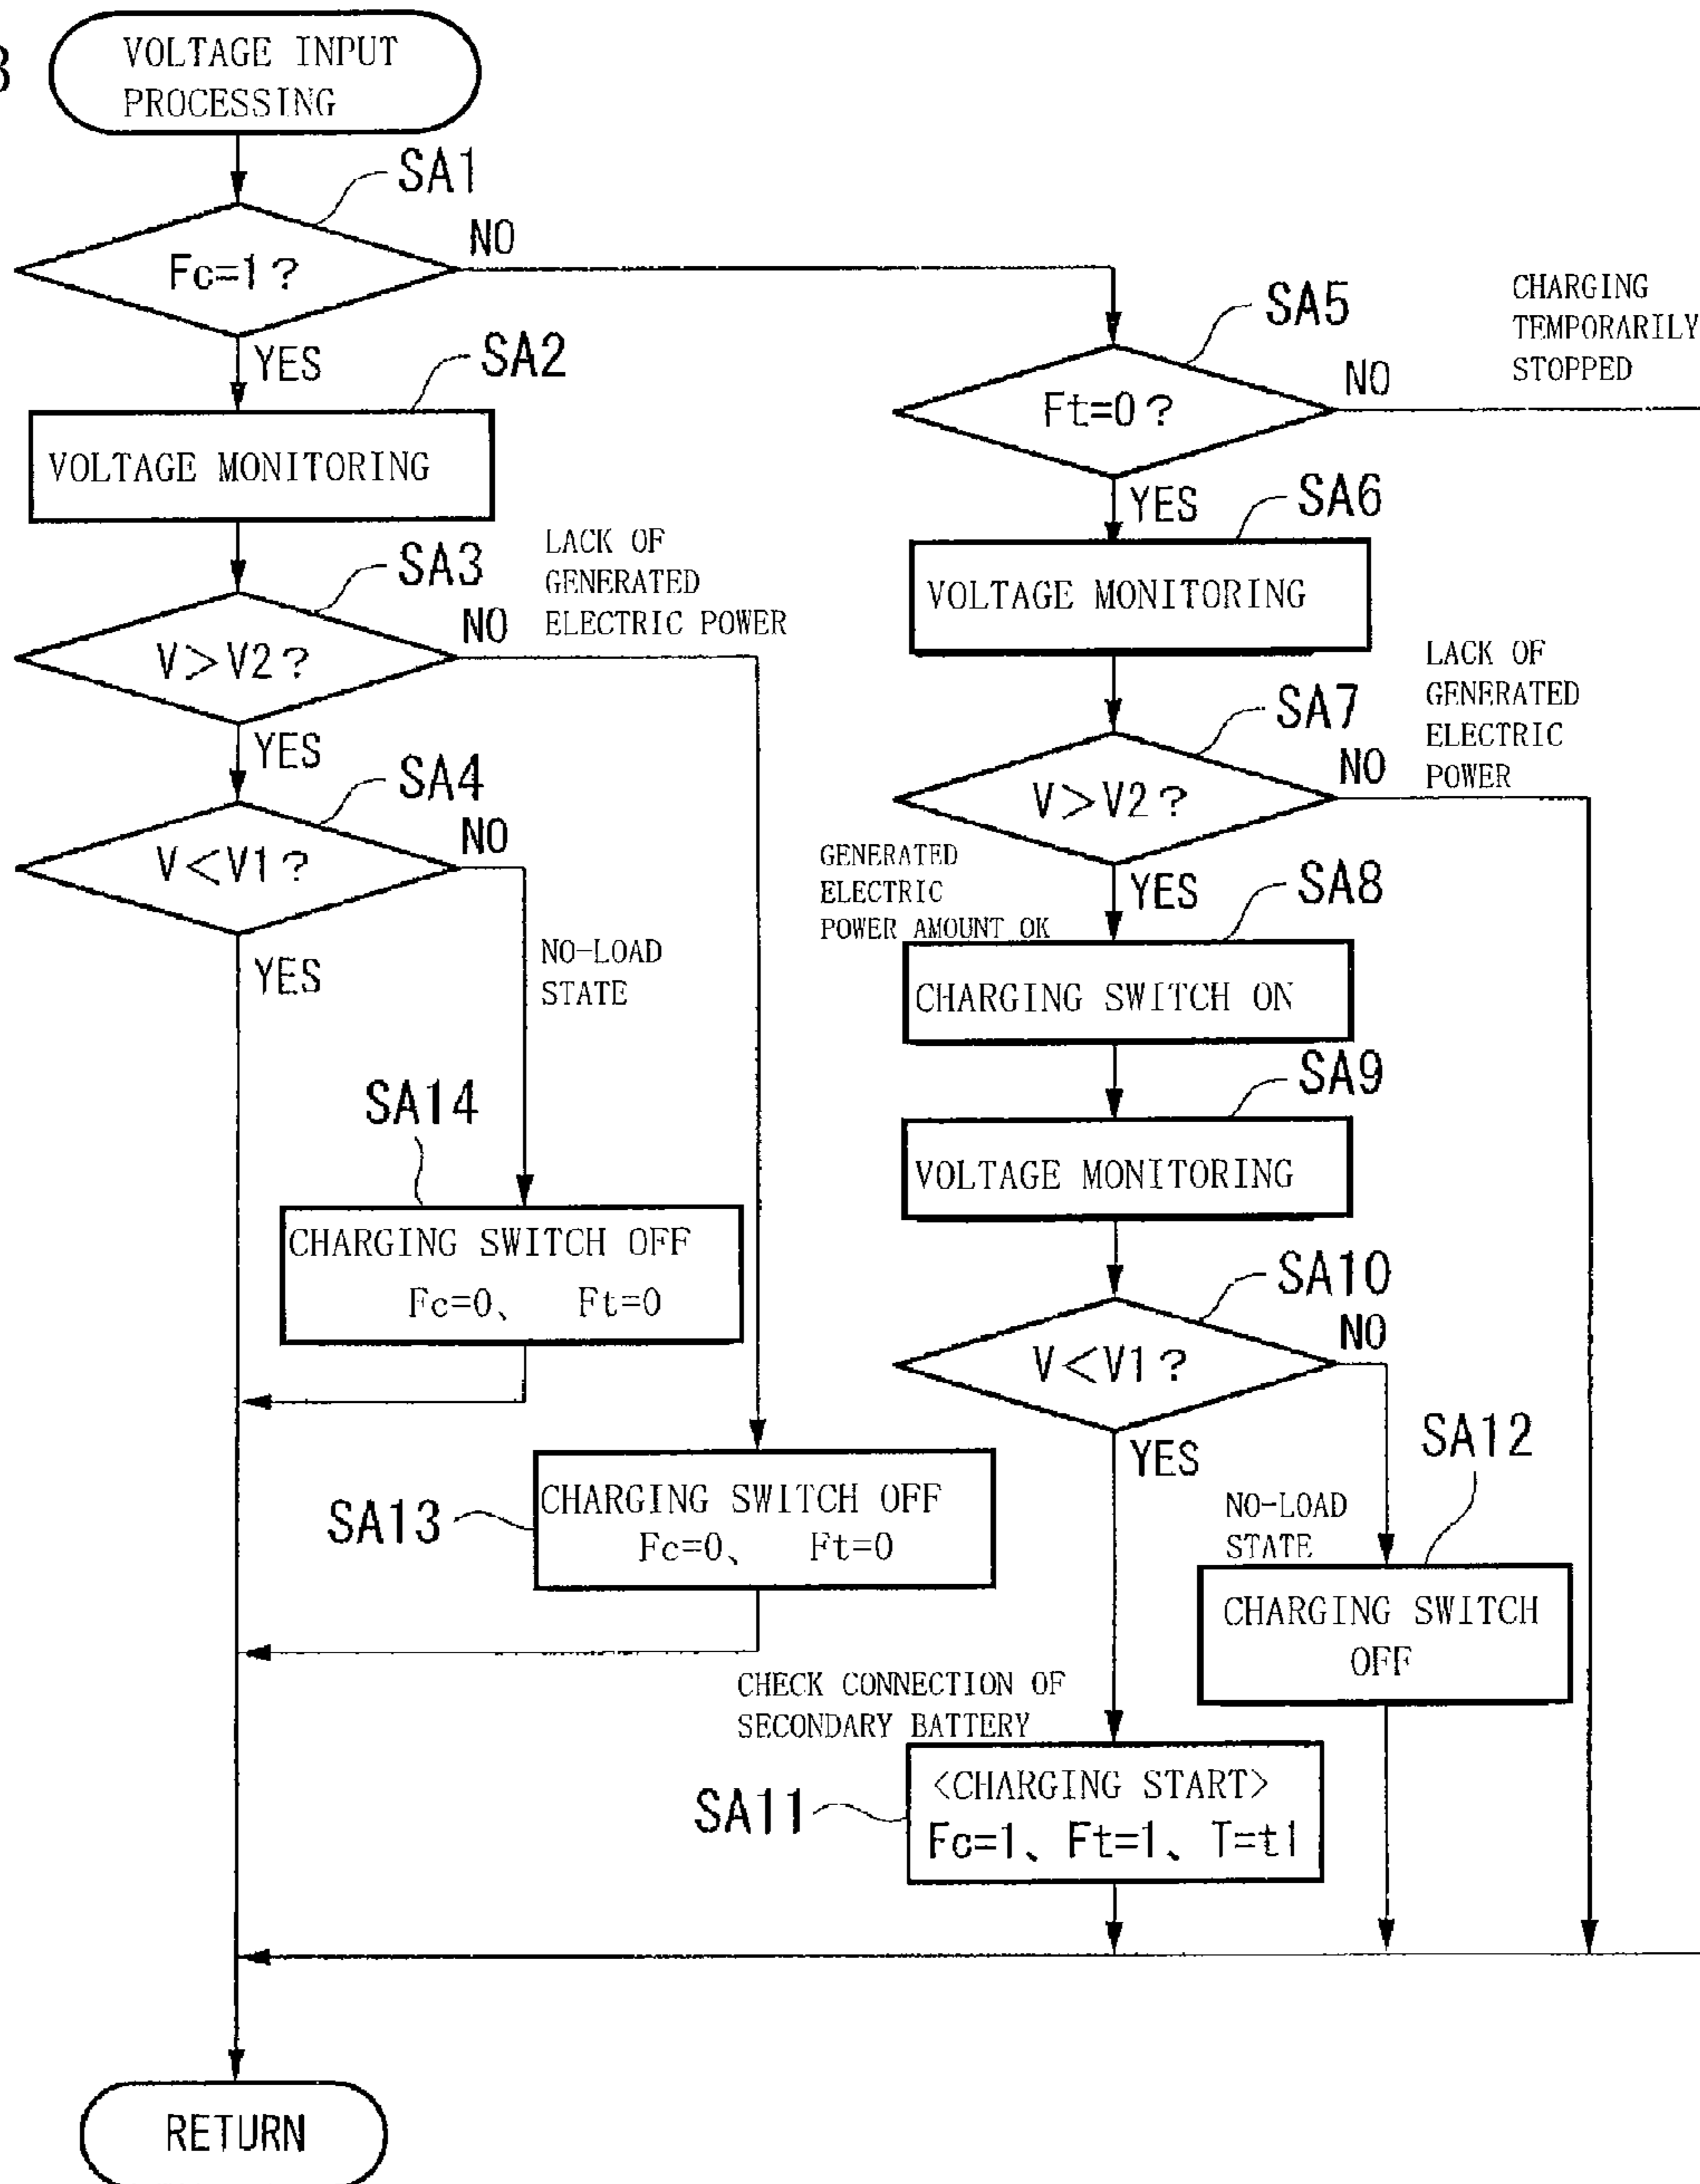 3
VOLTAGE INPUT
PROCESSING
SA1
Fc=1?
NO
YES
SA2
VOLTAGE MONITORING
SA3
V>V2?
NO
LACK OF
GENERATED
ELECTRIC POWER
YES
SA4
V<V1?
NO
YES
NO-LOAD
STATE
SA14
CHARGING SWITCH OFF
Fc=0、 Ft=0
SA13
CHARGING SWITCH OFF
Fc=0、 Ft=0
SA5
Ft=0?
NO
CHARGING
TEMPORARILY
STOPPED
YES
SA6
VOLTAGE MONITORING
SA7
V>V2?
NO
LACK OF
GENERATED
ELECTRIC
POWER
GENERATED
ELECTRIC
POWER AMOUNT OK
YES
SA8
CHARGING SWITCH ON
SA9
VOLTAGE MONITORING
SA10
V<V1?
NO
YES
SA12
NO-LOAD
STATE
CHARGING SWITCH
OFF
CHECK CONNECTION OF
SECONDARY BATTERY
SA11
<CHARGING START>
Fc=1、Ft=1、T=t1
RETURN